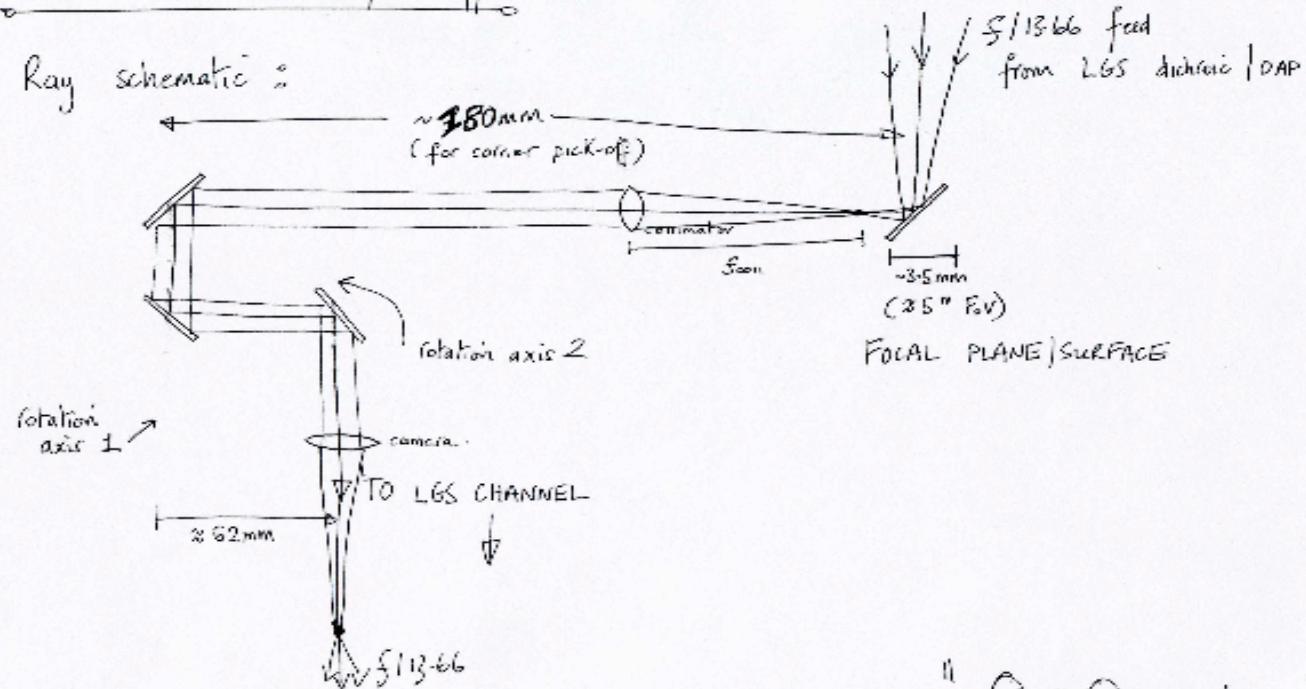 Ray schematic :
f/13.66 feed
from LGS dichroic / DAP
~180mm
(for corner pick-off)
collimator
fcoll
~3.5mm
(≈5" FoV)
FOCAL PLANE/SURFACE
rotation axis 2
rotation
axis 1
camera
TO LGS CHANNEL
≈62mm
f/13.66